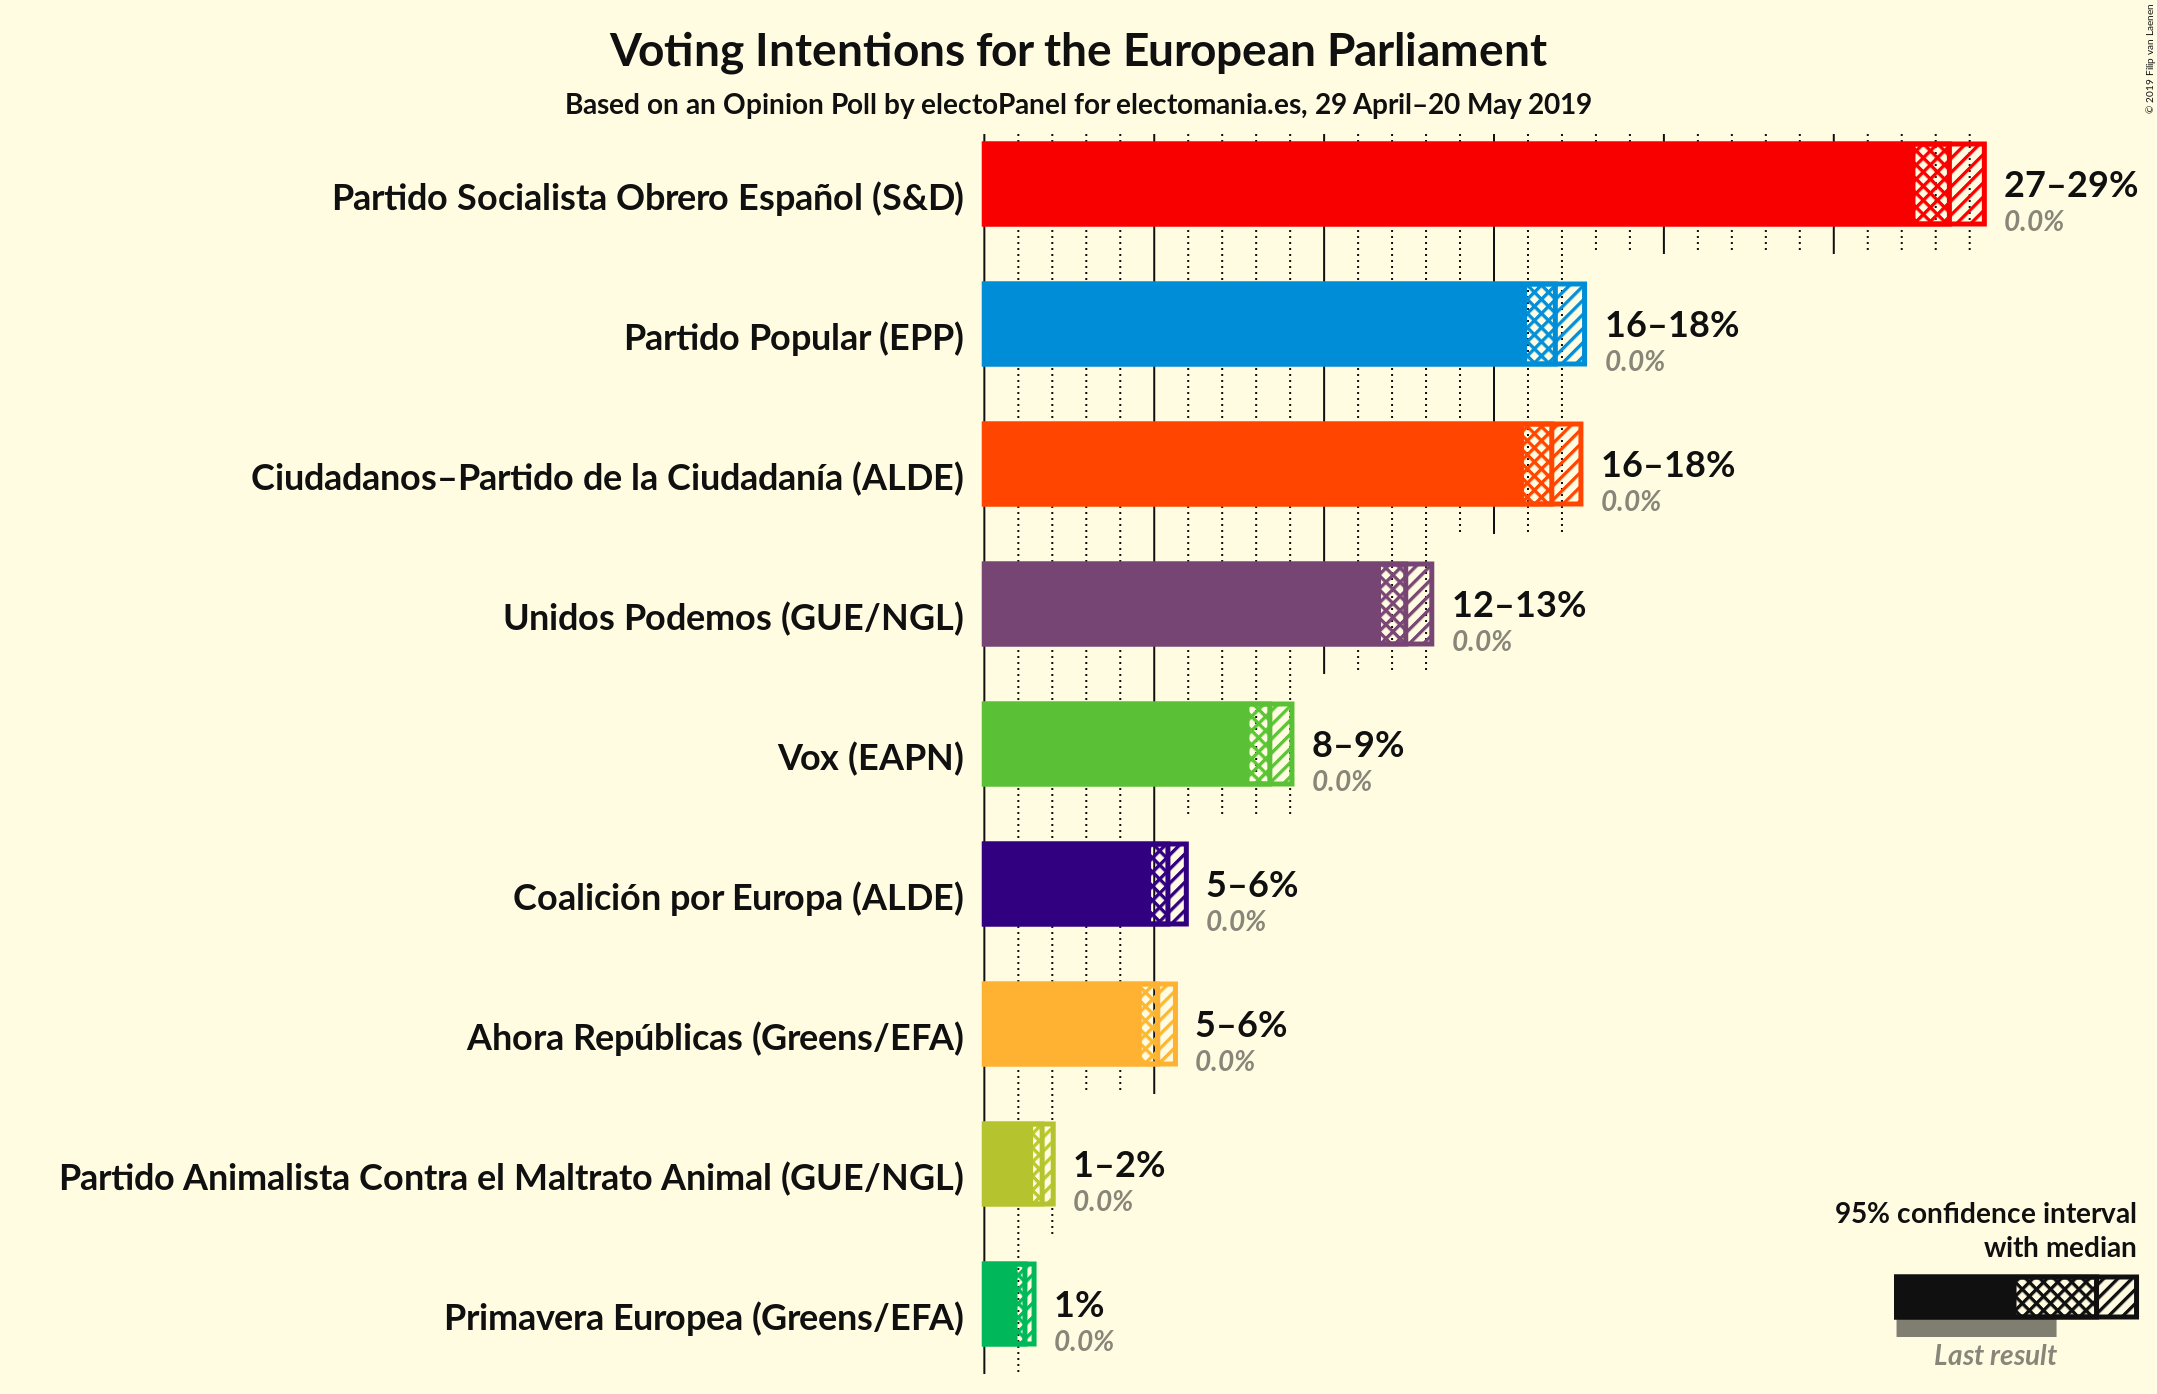 Voting Intentions for the European Parliament
Based on an Opinion Poll by electoPanel for electomania.es, 29 April–20 May 2019
© 2019 Filip van Laenen
Partido Socialista Obrero Español (S&D)
27–29%
0.0%
Partido Popular (EPP)
16–18%
0.0%
Ciudadanos–Partido de la Ciudadanía (ALDE)
16–18%
0.0%
Unidos Podemos (GUE/NGL)
12–13%
0.0%
Vox (EAPN)
8–9%
0.0%
Coalición por Europa (ALDE)
5–6%
0.0%
Ahora Repúblicas (Greens/EFA)
5–6%
0.0%
Partido Animalista Contra el Maltrato Animal (GUE/NGL)
1–2%
0.0%
Primavera Europea (Greens/EFA)
1%
0.0%
95% confidence interval
with median
Last result